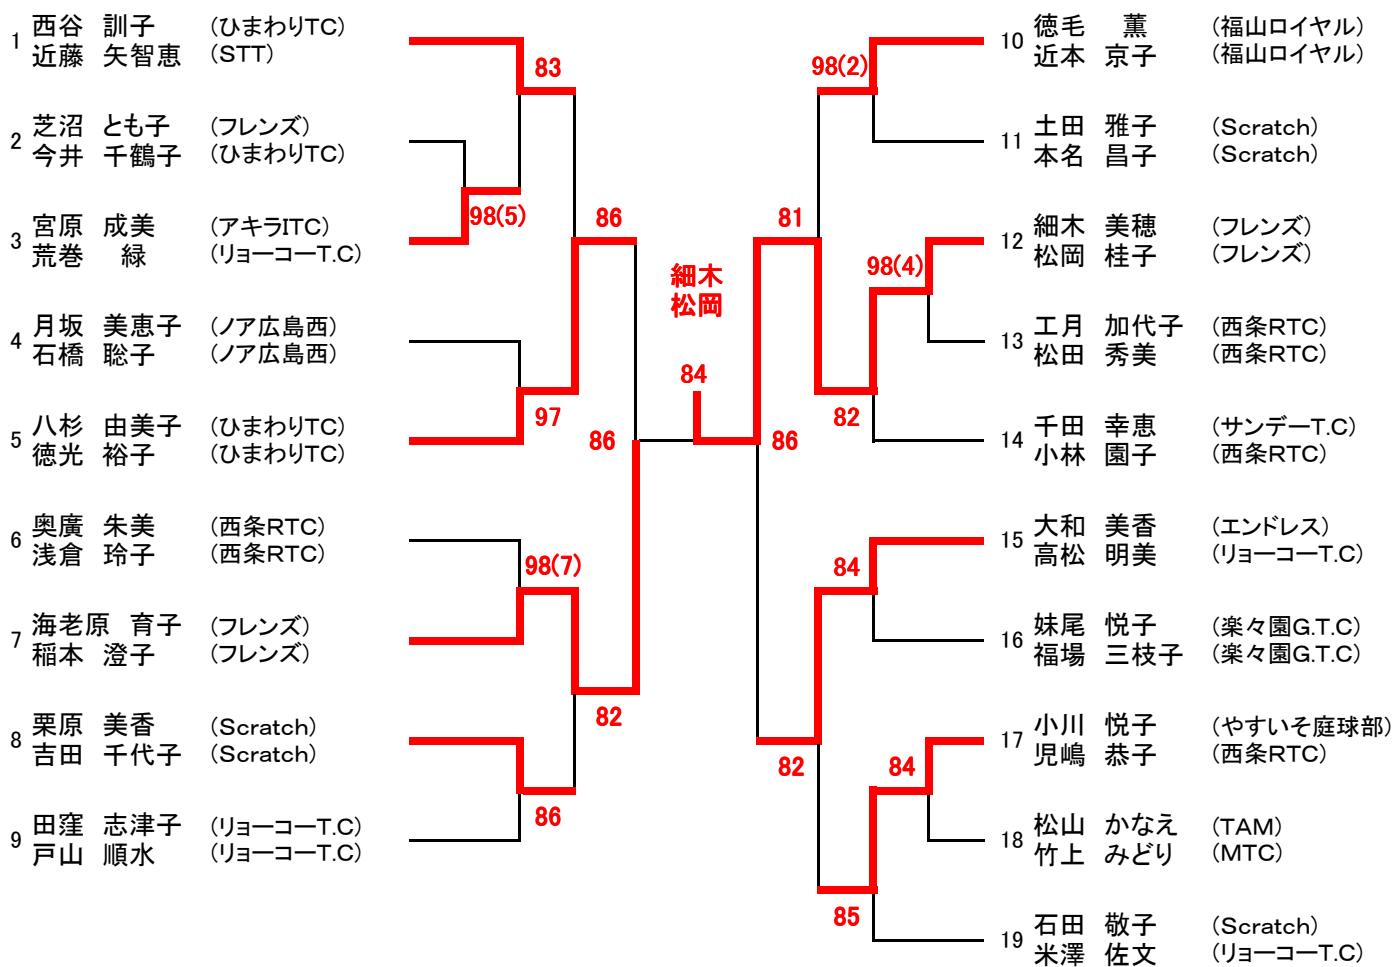 1 西谷 訓子 (ひまわりTC)
近藤 矢智恵 (STT)
83
2 芝沼 とも子 (フレンズ)
今井 千鶴子 (ひまわりTC)
98(5)
3 宮原 成美 (アキラITC)
荒巻 緑 (リョーコーT.C)
86
4 月坂 美恵子 (ノア広島西)
石橋 聡子 (ノア広島西)
97
5 八杉 由美子 (ひまわりTC)
徳光 裕子 (ひまわりTC)
86
6 奥廣 朱美 (西条RTC)
浅倉 玲子 (西条RTC)
98(7)
7 海老原 育子 (フレンズ)
稲本 澄子 (フレンズ)
82
8 栗原 美香 (Scratch)
吉田 千代子 (Scratch)
86
9 田窪 志津子 (リョーコーT.C)
戸山 順水 (リョーコーT.C)
細木
松岡
84
10 徳毛 薫 (福山ロイヤル)
近本 京子 (福山ロイヤル)
98(2)
11 土田 雅子 (Scratch)
本名 昌子 (Scratch)
81
12 細木 美穂 (フレンズ)
松岡 桂子 (フレンズ)
98(4)
13 工月 加代子 (西条RTC)
松田 秀美 (西条RTC)
82
14 千田 幸恵 (サンデーT.C)
小林 園子 (西条RTC)
86
15 大和 美香 (エンドレス)
高松 明美 (リョーコーT.C)
84
16 妹尾 悦子 (楽々園G.T.C)
福場 三枝子 (楽々園G.T.C)
82
17 小川 悦子 (やすいそ庭球部)
児嶋 恭子 (西条RTC)
84
18 松山 かなえ (TAM)
竹上 みどり (MTC)
85
19 石田 敬子 (Scratch)
米澤 佐文 (リョーコーT.C)